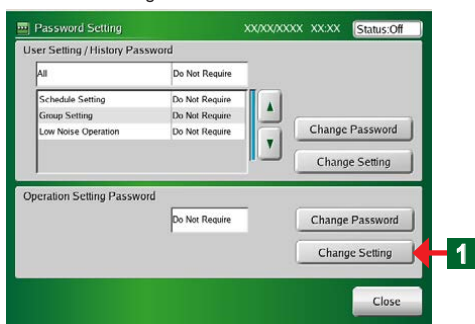 Password Setting XX/XX/XXXX XX:XX Status:Off
User Setting / History Password
All Do Not Require
Schedule Setting Do Not Require
Group Setting Do Not Require
Low Noise Operation Do Not Require
Change Password
Change Setting
Operation Setting Password
Do Not Require Change Password
Change Setting 1
Close